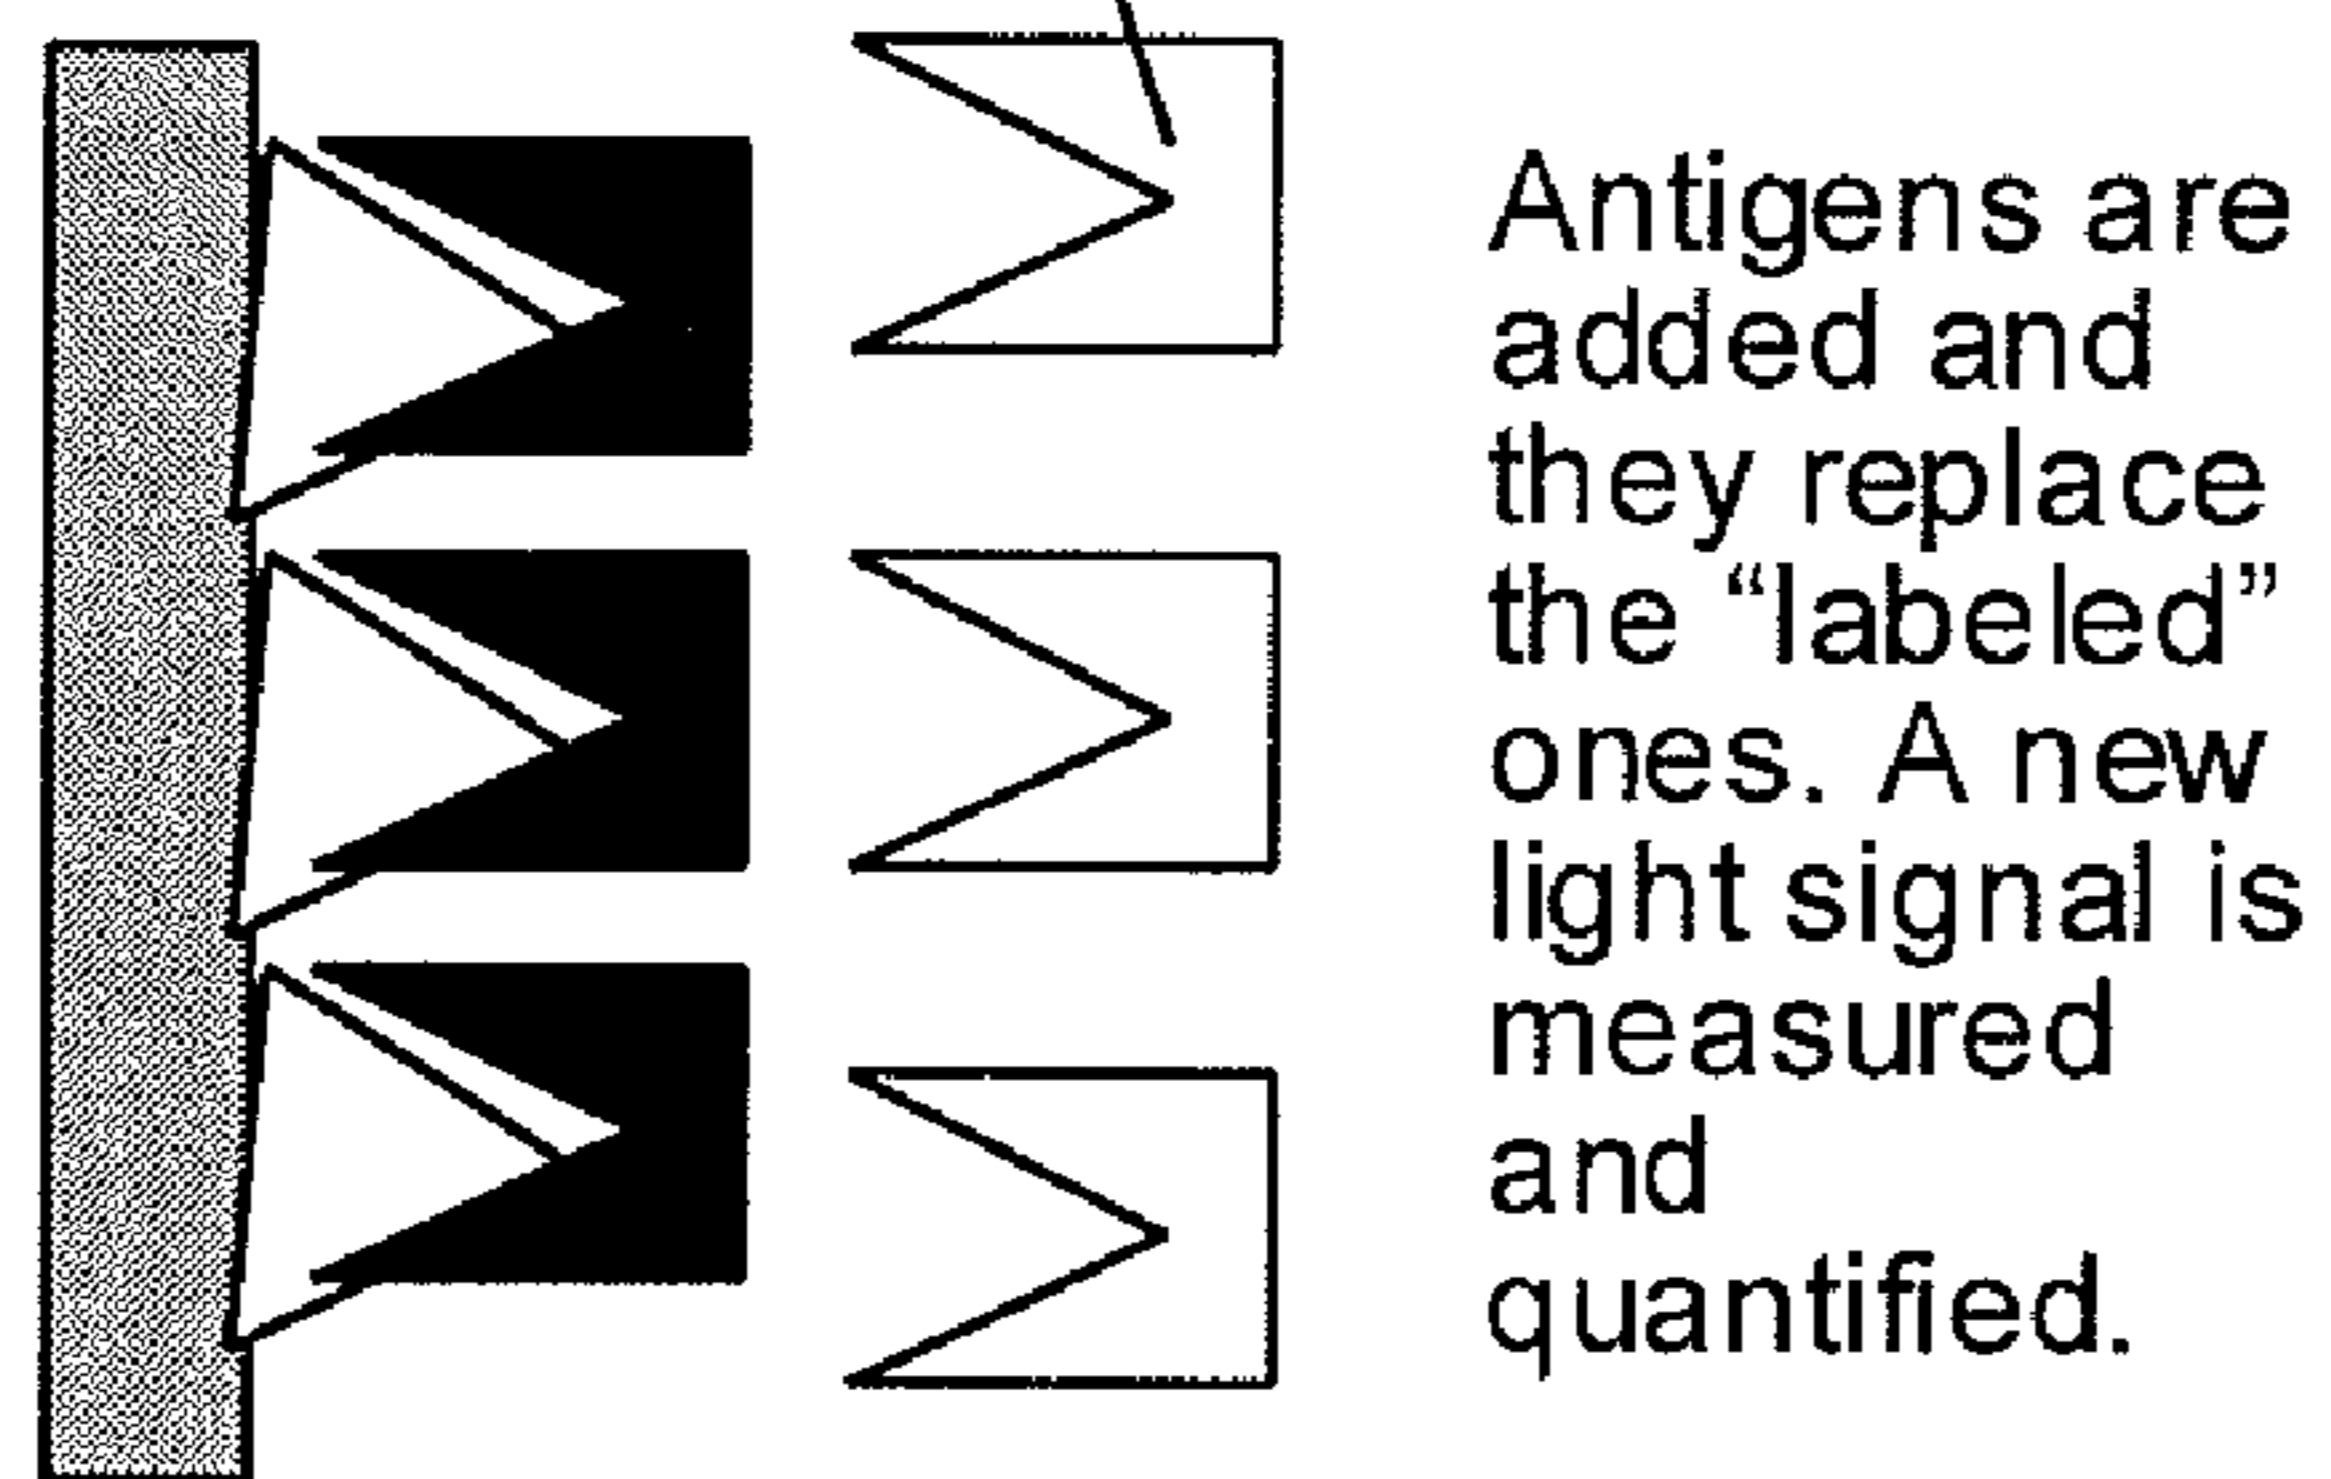 Antigens are
added and
they replace
the “labeled”
ones. A new
light signal is
measured
and
quantified.